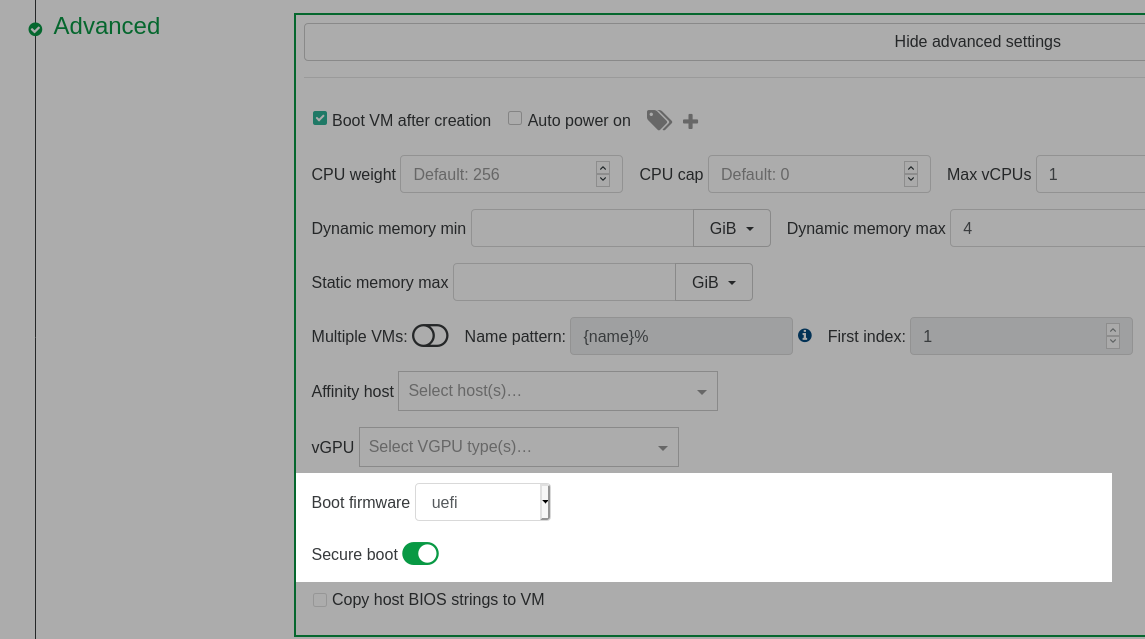 Advanced
Hide advanced settings
Boot VM after creation Auto power on
CPU weight Default: 256 CPU cap Default: 0 Max vCPUs 1
Dynamic memory min GiB Dynamic memory max 4
Static memory max GiB
Multiple VMs: Name pattern: {name}% First index: 1
Affinity host Select host(s)…
vGPU Select VGPU type(s)…
Boot firmware uefi
Secure boot
Copy host BIOS strings to VM